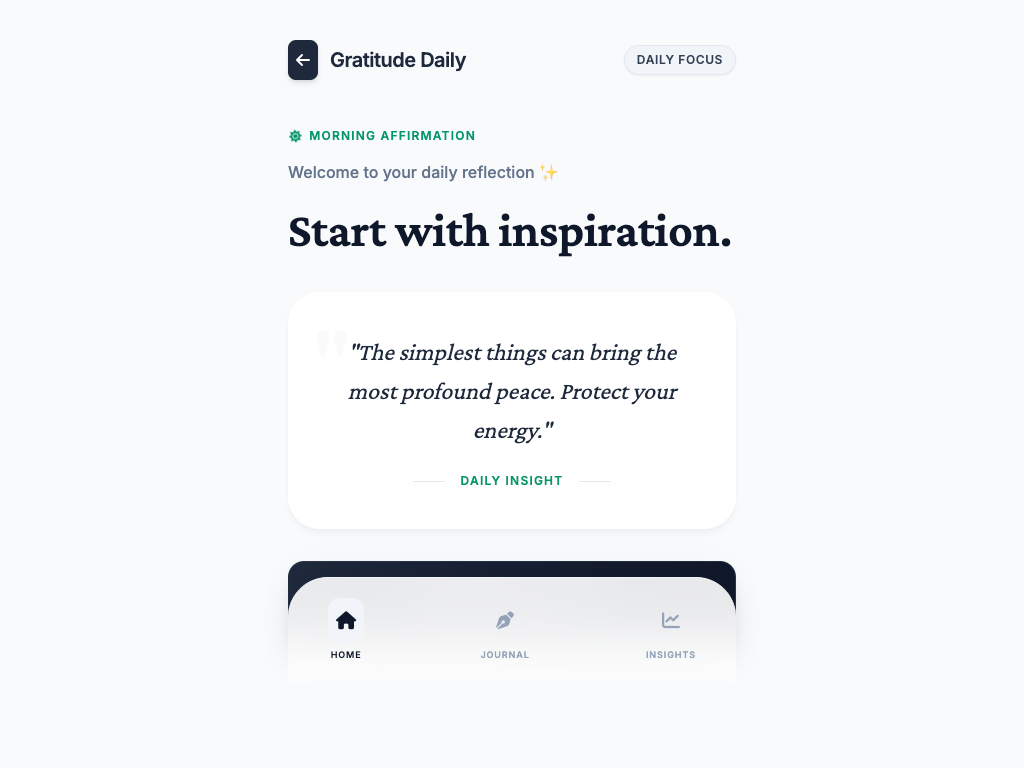 Gratitude Daily
DAILY FOCUS
MORNING AFFIRMATION
Welcome to your daily reflection ✨
Start with inspiration.
"The simplest things can bring the
most profound peace. Protect your
energy."
DAILY INSIGHT
HOME
JOURNAL
INSIGHTS